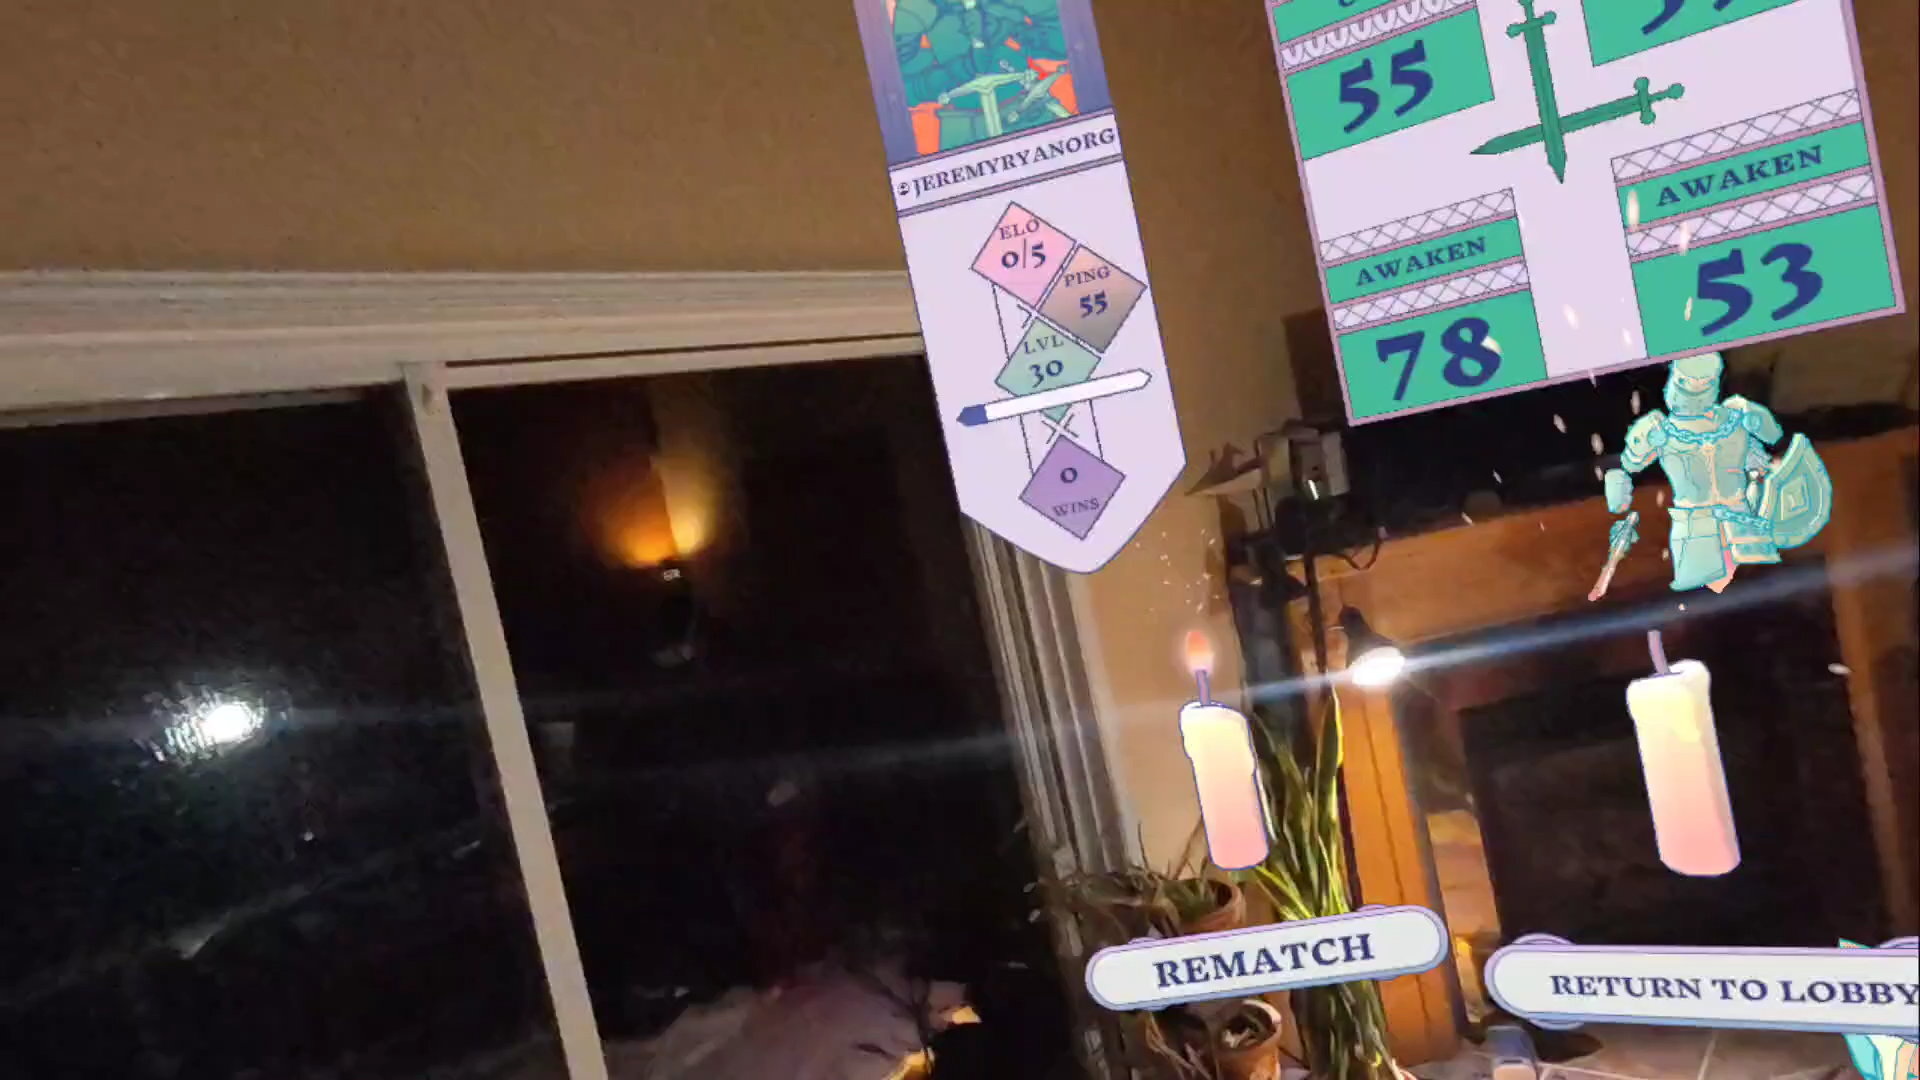 JEREMYRYANORG
ELO
0/5
PING
55
LVL
30
0
WINS
55
AWAKEN
78
AWAKEN
53
REMATCH
RETURN TO LOBBY